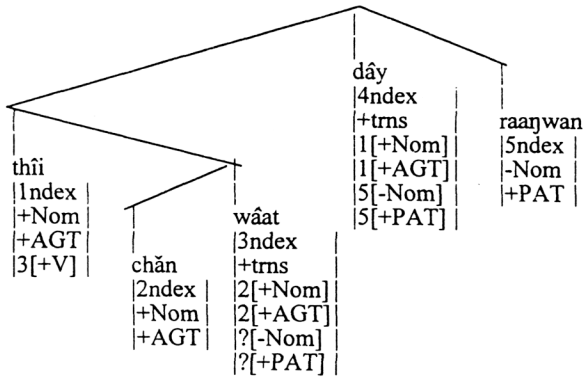 thîi
|1ndex |
|+Nom |
|+AGT |
|3[+V] |
chăn
|2ndex |
|+Nom |
|+AGT |
wâat
|3ndex |
|+trns |
|2[+Nom] |
|2[+AGT] |
|?[-Nom] |
|?[+PAT] |
dây
|4ndex |
|+trns |
|1[+Nom] |
|1[+AGT] |
|5[-Nom] |
|5[+PAT] |
raaŋwan
|5ndex |
|-Nom |
|+PAT |